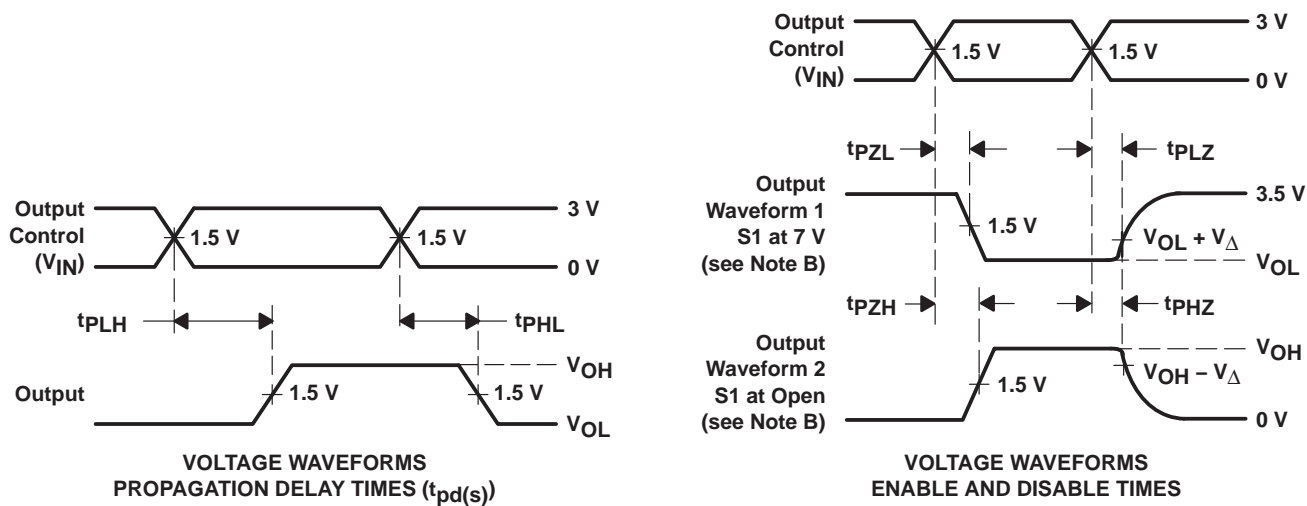 Output
Control
(VIN)
3 V
1.5 V
1.5 V
0 V
tPLH
tPHL
Output
VOH
1.5 V
1.5 V
VOL
VOLTAGE WAVEFORMS
PROPAGATION DELAY TIMES (tpd(s))
Output
Control
(VIN)
3 V
1.5 V
1.5 V
0 V
tPZL
tPLZ
Output
Waveform 1
S1 at 7 V
(see Note B)
3.5 V
1.5 V
VOL + VΔ
VOL
tPZH
tPHZ
Output
Waveform 2
S1 at Open
(see Note B)
VOH
1.5 V
VOH − VΔ
0 V
VOLTAGE WAVEFORMS
ENABLE AND DISABLE TIMES